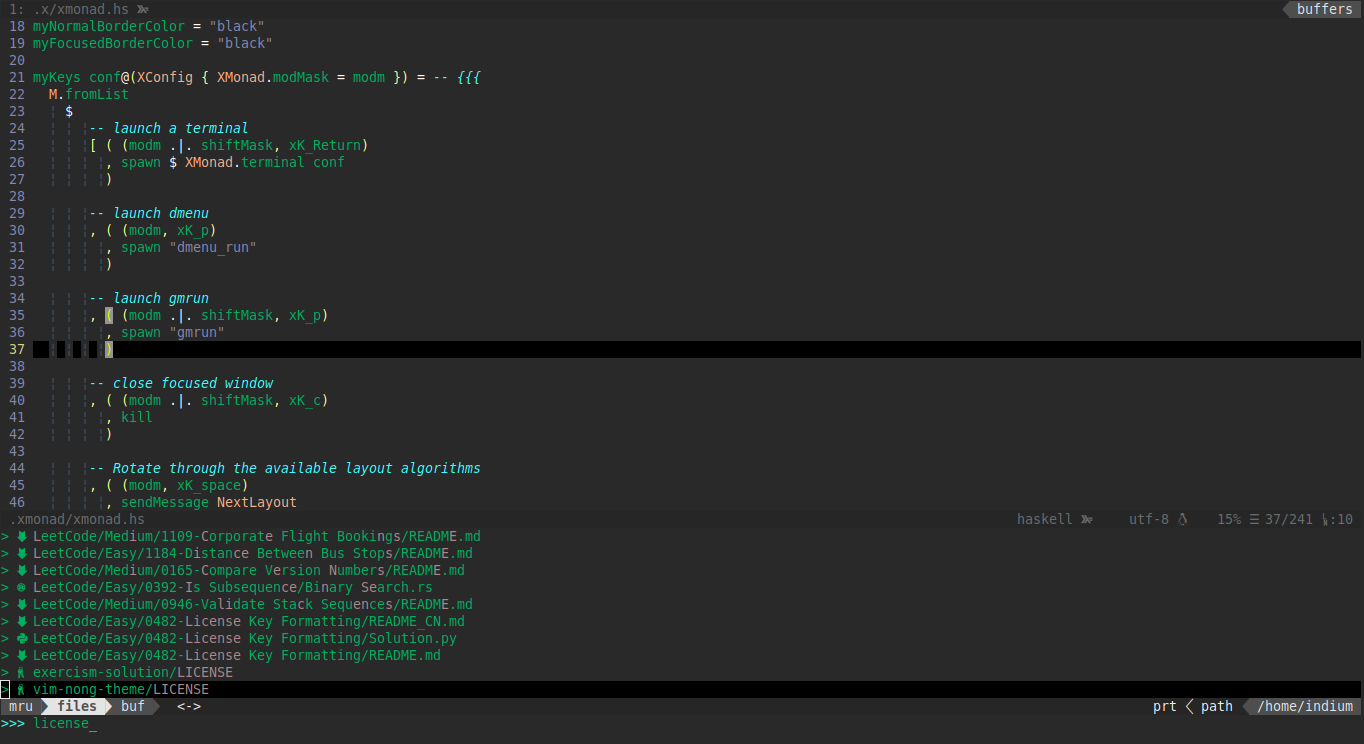 1: .x/xmonad.hs buffers
18 myNormalBorderColor = "black"
19 myFocusedBorderColor = "black"
20
21 myKeys conf@(XConfig { XMonad.modMask = modm }) = -- {{{
22   M.fromList
23     $
24        -- launch a terminal
25        [ ( (modm .|. shiftMask, xK_Return)
26          , spawn $ XMonad.terminal conf
27          )
28
29        -- launch dmenu
30        , ( (modm, xK_p)
31          , spawn "dmenu_run"
32          )
33
34        -- launch gmrun
35        , ( (modm .|. shiftMask, xK_p)
36          , spawn "gmrun"
37          )
38
39        -- close focused window
40        , ( (modm .|. shiftMask, xK_c)
41          , kill
42          )
43
44        -- Rotate through the available layout algorithms
45        , ( (modm, xK_space)
46          , sendMessage NextLayout
.xmonad/xmonad.hs haskell utf-8 15% ☰ 37/241 :10
> LeetCode/Medium/1109-Corporate Flight Bookings/README.md
> LeetCode/Easy/1184-Distance Between Bus Stops/README.md
> LeetCode/Medium/0165-Compare Version Numbers/README.md
> LeetCode/Easy/0392-Is Subsequence/Binary Search.rs
> LeetCode/Medium/0946-Validate Stack Sequences/README.md
> LeetCode/Easy/0482-License Key Formatting/README_CN.md
> LeetCode/Easy/0482-License Key Formatting/Solution.py
> LeetCode/Easy/0482-License Key Formatting/README.md
> exercism-solution/LICENSE
> vim-nong-theme/LICENSE
mru files buf <-> prt path /home/indium
>>> license_